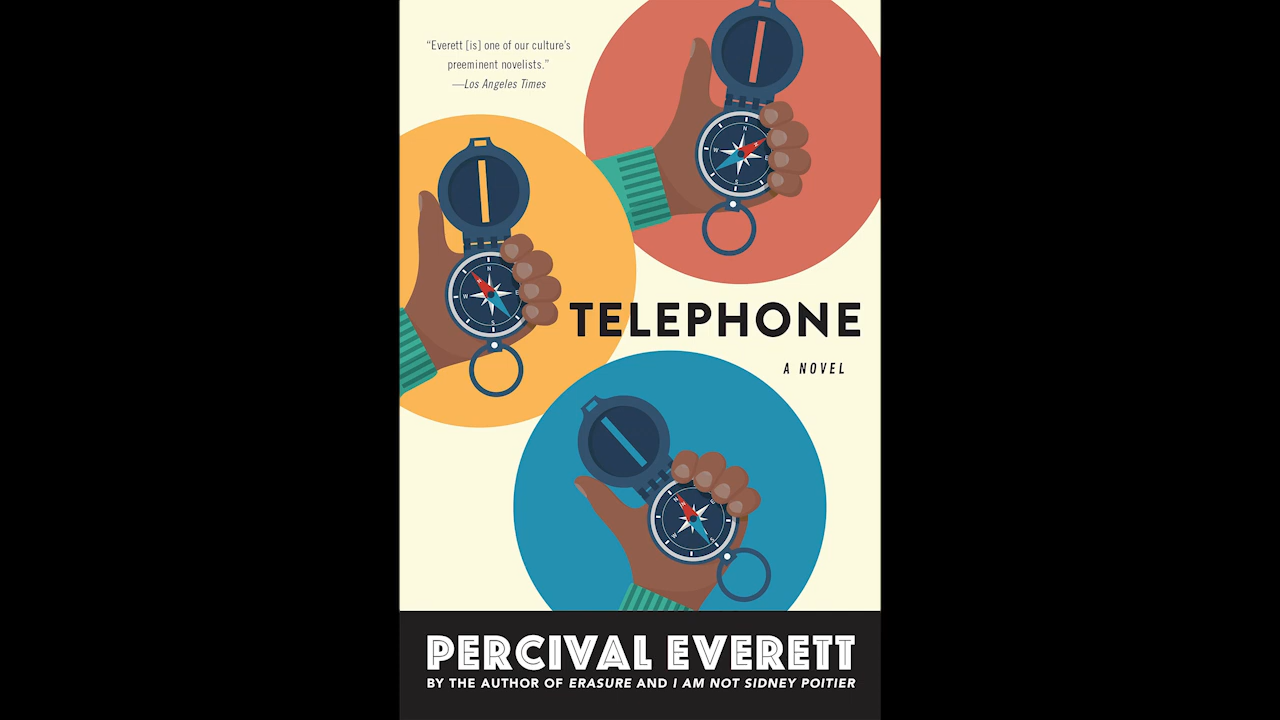 “Everett [is] one of our culture’s
preeminent novelists.”
—Los Angeles Times
N
E
S
W
N
E
S
W
TELEPHONE
A NOVEL
N
E
S
W
PERCIVAL EVERETT
BY THE AUTHOR OF ERASURE AND I AM NOT SIDNEY POITIER